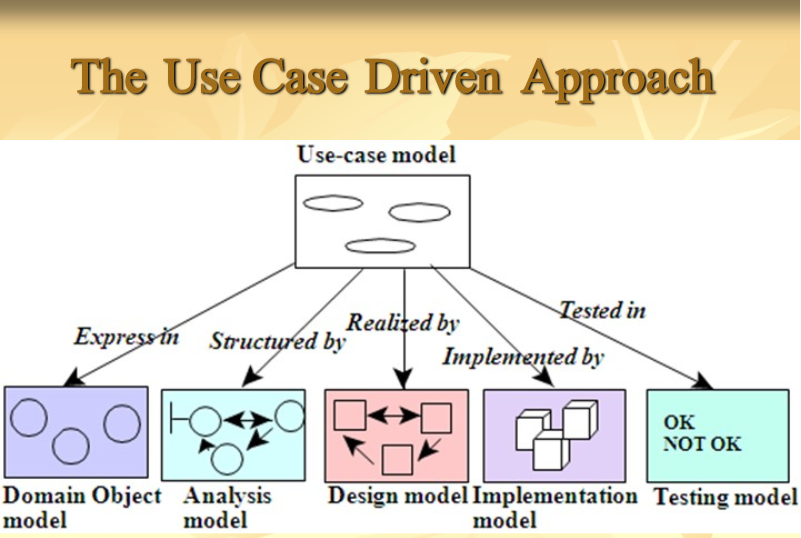 The Use Case Driven Approach
Use-case model
Express in
Structured by
Realized by
Implemented by
Tested in
OK
NOT OK
Domain Object
model
Analysis
model
Design model
Implementation
model
Testing model